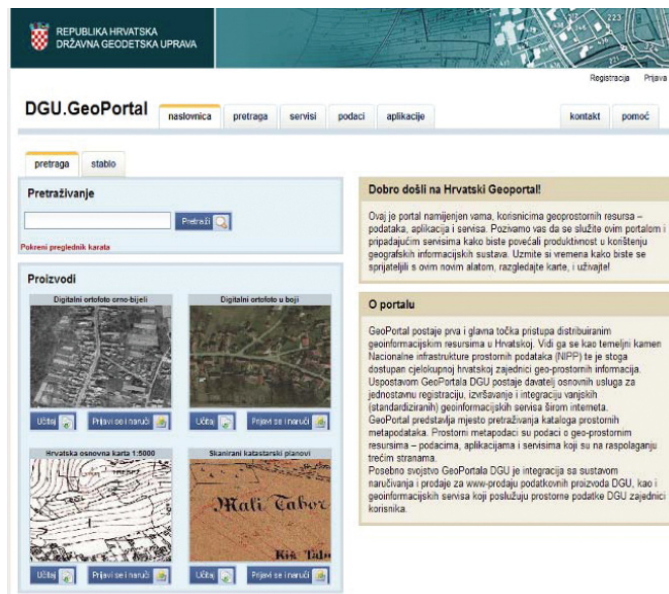 REPUBLIKA HRVATSKA
DRŽAVNA GEODETSKA UPRAVA
Registracija Prijava
DGU.GeoPortal
naslovnica pretraga servisi podaci aplikacije kontakt pomoć
pretraga stablo
Pretraživanje
Pretraži
Pokreni preglednik karata
Proizvodi
Digitalni ortofoto crno-bijeli
Učitaj Prijavi se i naruči
Digitalni ortofoto u boji
Učitaj Prijavi se i naruči
Hrvatska osnovna karta 1:5000
Učitaj Prijavi se i naruči
Skanirani katastarski planovi
Mali Tabor
Učitaj Prijavi se i naruči
Dobro došli na Hrvatski Geoportal!
Ovaj je portal namijenjen vama, korisnicima geoprostornih resursa –
podataka, aplikacija i servisa. Pozivamo vas da se služite ovim portalom i
pripadajućim servisima kako biste povećali produktivnost u korištenju
geografskih informacijskih sustava. Uzmite si vremena kako biste se
sprijateljili s ovim novim alatom, razgledajte karte, i uživajte!
O portalu
GeoPortal postaje prva i glavna točka pristupa distribuiranim
geoinformacijskim resursima u Hrvatskoj. Vidi ga se kao temeljni kamen
Nacionalne infrastrukture prostornih podataka (NIPP) te je stoga
dostupan cjelokupnoj hrvatskoj zajednici geo-prostornih informacija.
Uspostavom GeoPortala DGU postaje davatelj osnovnih usluga za
jednostavnu registraciju, izvršavanje i integraciju vanjskih
(standardiziranih) geoinformacijskih servisa širom interneta.
GeoPortal predstavlja mjesto pretraživanja kataloga prostornih
metapodataka. Prostorni metapodaci su podaci o geo-prostornim
resursima – podacima, aplikacijama i servisima koji su na raspolaganju
trećim stranama.
Posebno svojstvo GeoPortala DGU je integracija sa sustavom
naručivanja i prodaje za www-prodaju podatkovnih proizvoda DGU, kao i
geoinformacijskih servisa koji poslužuju prostorne podatke DGU zajednici
korisnika.